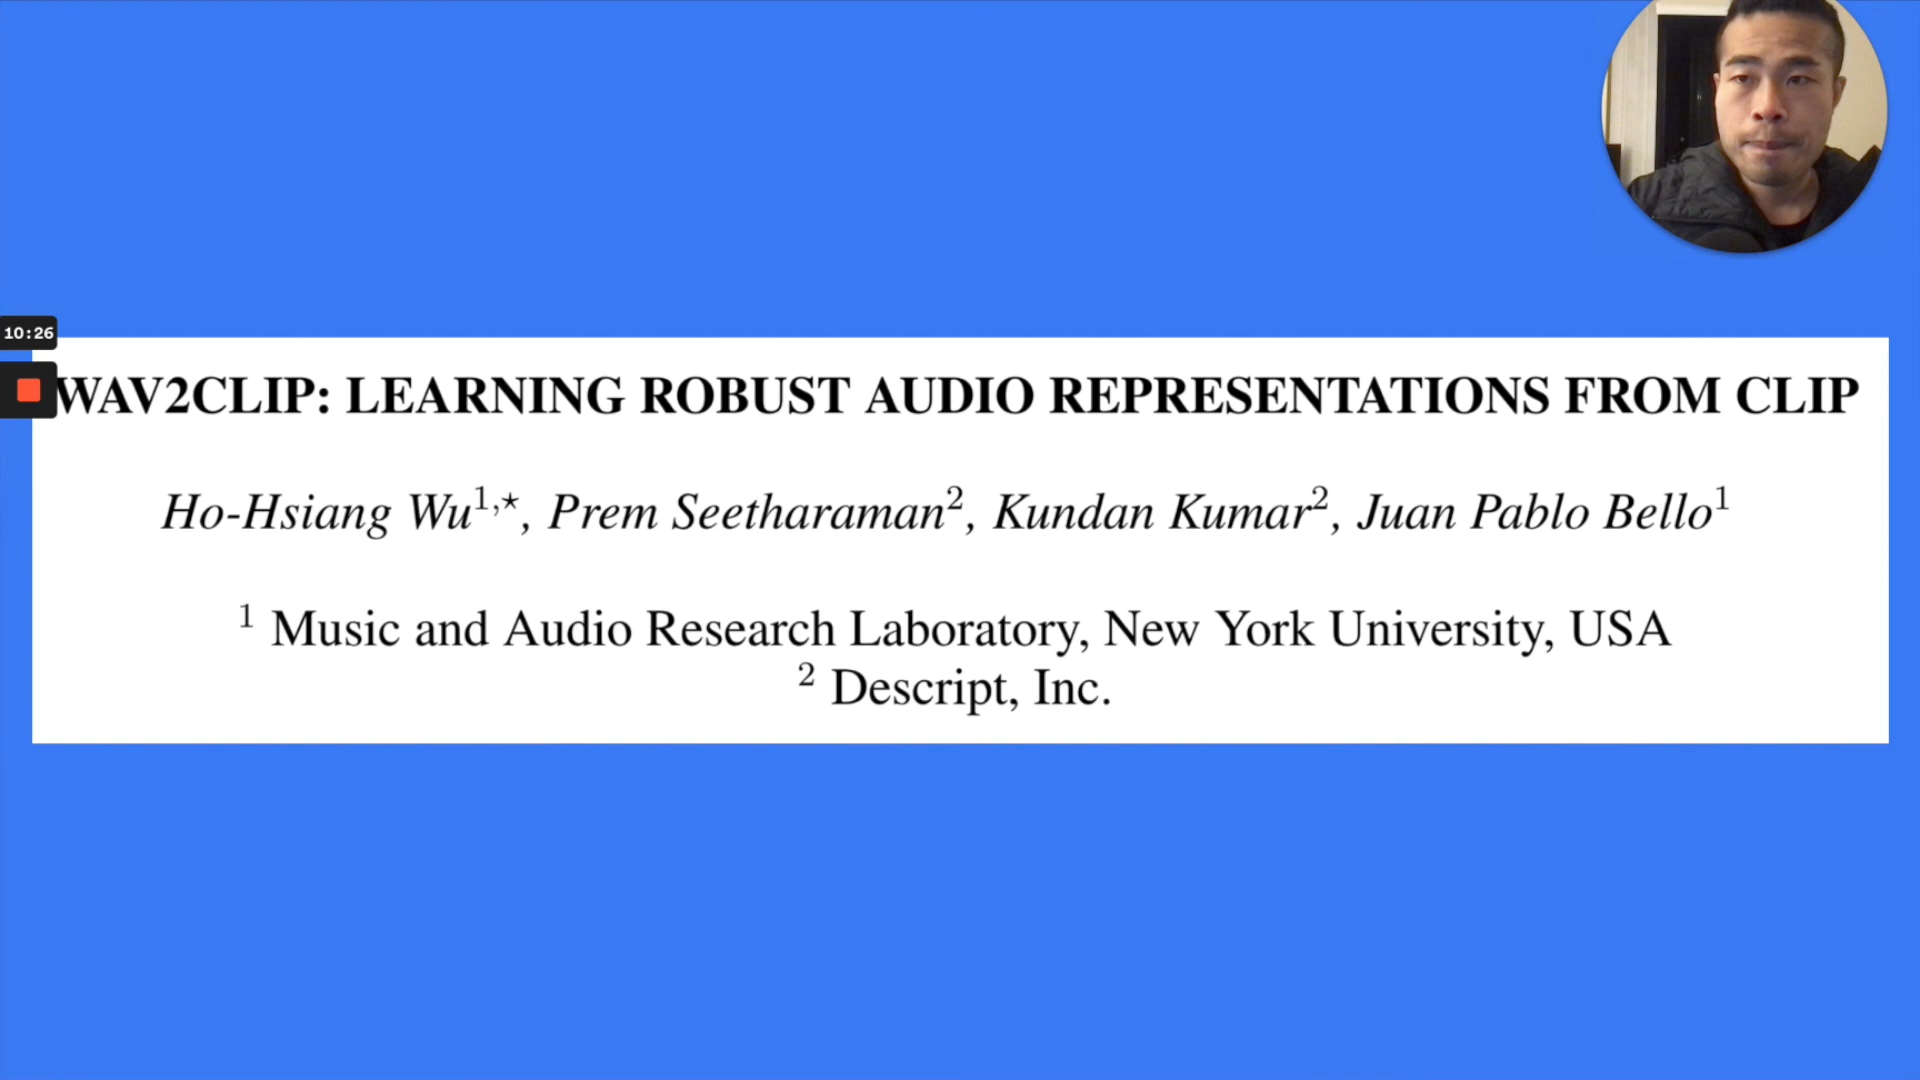 10:26
WAV2CLIP: LEARNING ROBUST AUDIO REPRESENTATIONS FROM CLIP
Ho-Hsiang Wu¹,⋆, Prem Seetharaman², Kundan Kumar², Juan Pablo Bello¹
¹ Music and Audio Research Laboratory, New York University, USA
² Descript, Inc.